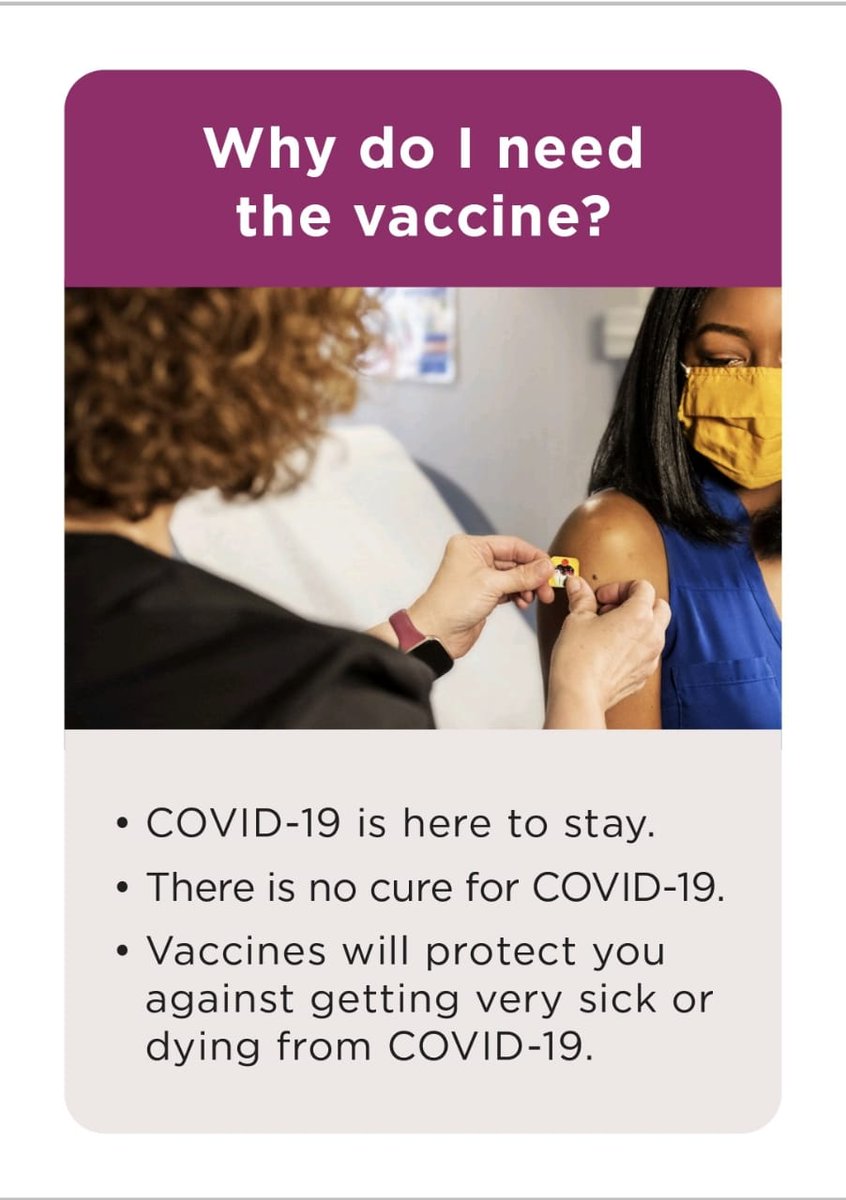 Why do I need
the vaccine?
• COVID-19 is here to stay.
• There is no cure for COVID-19.
• Vaccines will protect you
against getting very sick or
dying from COVID-19.